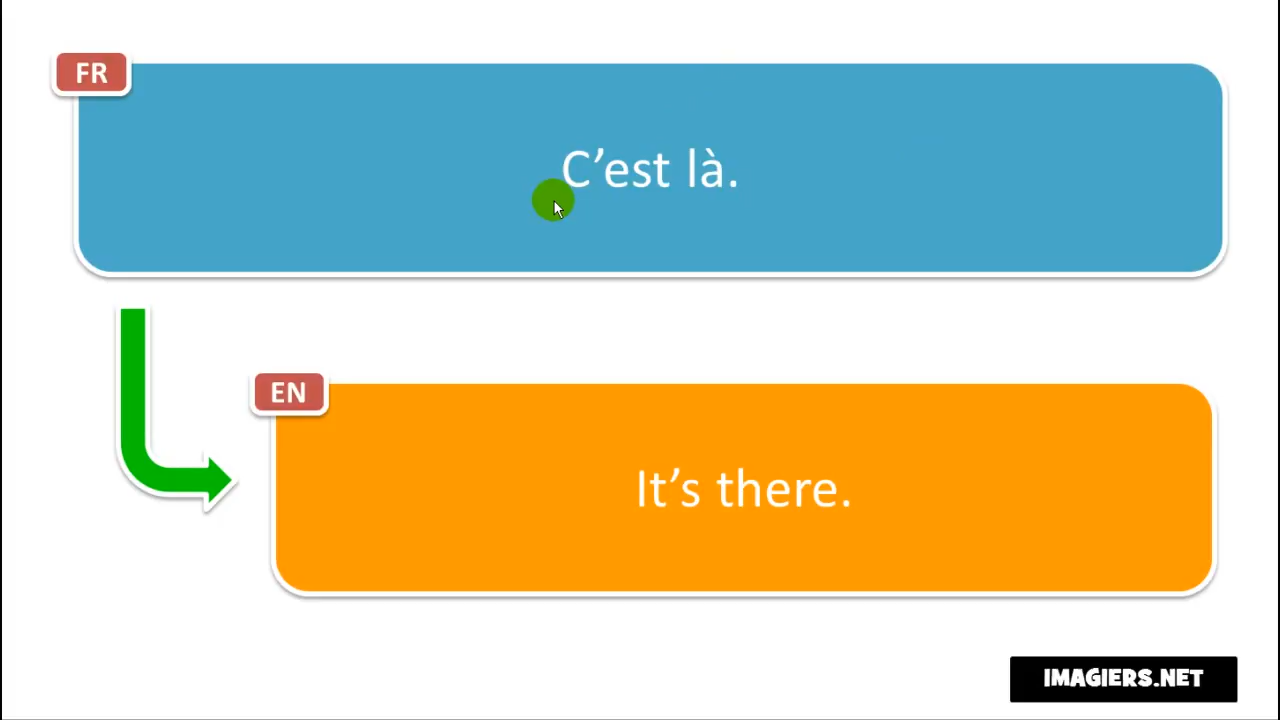 FR
C’est là.
EN
It’s there.
IMAGIERS.NET